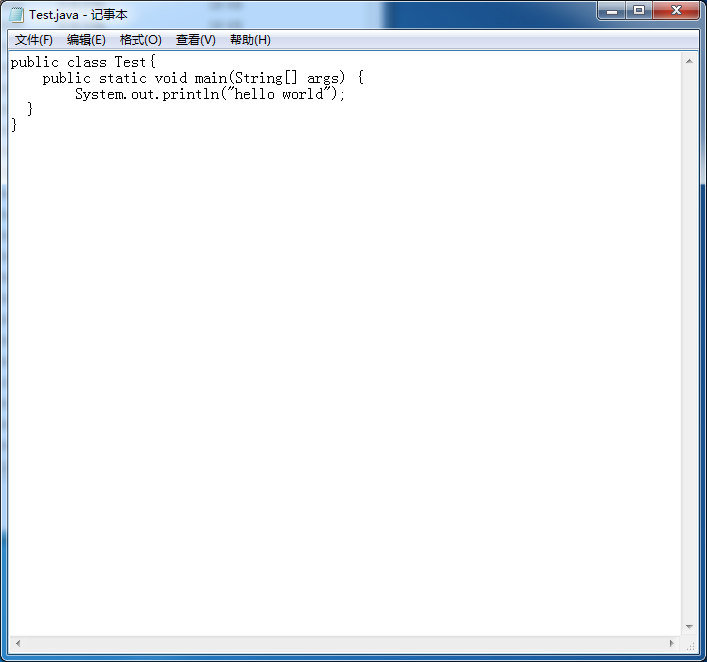 Test.java - 记事本
文件(F) 编辑(E) 格式(O) 查看(V) 帮助(H)
public class Test{
    public static void main(String[] args) {
        System.out.println("hello world");
  }
}